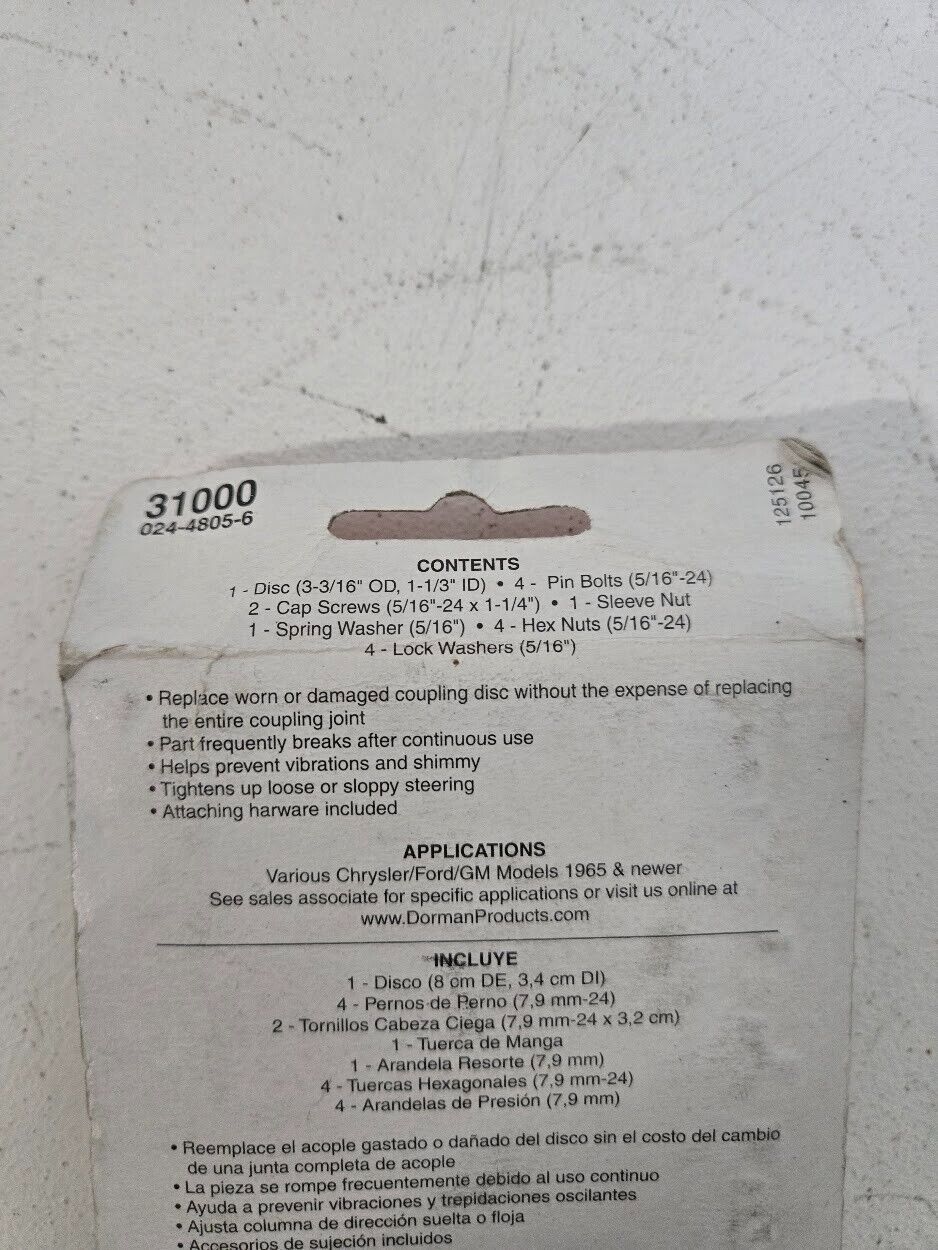 31000
024-4805-6
125126
10045
CONTENTS
1 - Disc (3-3/16" OD, 1-1/3" ID) • 4 - Pin Bolts (5/16"-24)
2 - Cap Screws (5/16"-24 x 1-1/4") • 1 - Sleeve Nut
1 - Spring Washer (5/16") • 4 - Hex Nuts (5/16"-24)
4 - Lock Washers (5/16")
• Replace worn or damaged coupling disc without the expense of replacing
the entire coupling joint
• Part frequently breaks after continuous use
• Helps prevent vibrations and shimmy
• Tightens up loose or sloppy steering
• Attaching harware included
APPLICATIONS
Various Chrysler/Ford/GM Models 1965 & newer
See sales associate for specific applications or visit us online at
www.DormanProducts.com
INCLUYE
1 - Disco (8 cm DE, 3,4 cm DI)
4 - Pernos de Perno (7,9 mm-24)
2 - Tornillos Cabeza Ciega (7,9 mm-24 x 3,2 cm)
1 - Tuerca de Manga
1 - Arandela Resorte (7,9 mm)
4 - Tuercas Hexagonales (7,9 mm-24)
4 - Arandelas de Presión (7,9 mm)
• Reemplace el acople gastado o dañado del disco sin el costo del cambio
de una junta completa de acople
• La pieza se rompe frecuentemente debido al uso continuo
• Ayuda a prevenir vibraciones y trepidaciones oscilantes
• Ajusta columna de dirección suelta o floja
• Accesorios de sujeción incluidos